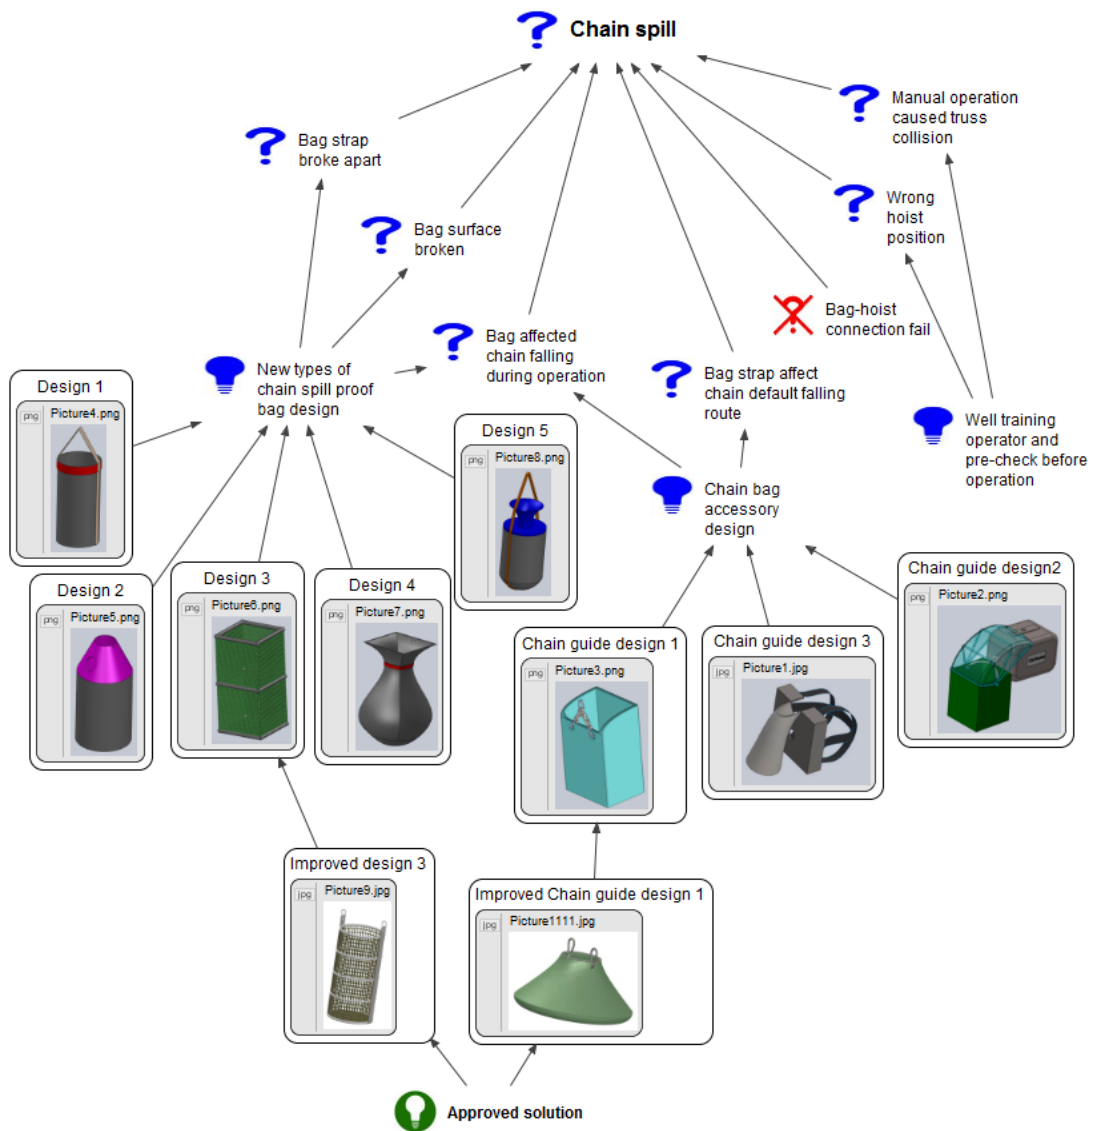 Chain spill
Manual operation
caused truss
collision
Bag strap
broke apart
Wrong
hoist
position
Bag surface
broken
Bag-hoist
connection fail
Bag affected
chain falling
during operation
New types of
chain spill proof
bag design
Bag strap affect
chain default falling
route
Well training
operator and
pre-check before
operation
Chain bag
accessory
design
Design 1
png
Picture4.png
Design 5
png
Picture8.png
Design 2
png
Picture5.png
Design 3
png
Picture6.png
Design 4
png
Picture7.png
Chain guide design2
png
Picture2.png
Chain guide design 1
png
Picture3.png
Chain guide design 3
jpg
Picture1.jpg
Improved design 3
jpg
Picture9.jpg
Improved Chain guide design 1
jpg
Picture1111.jpg
Approved solution